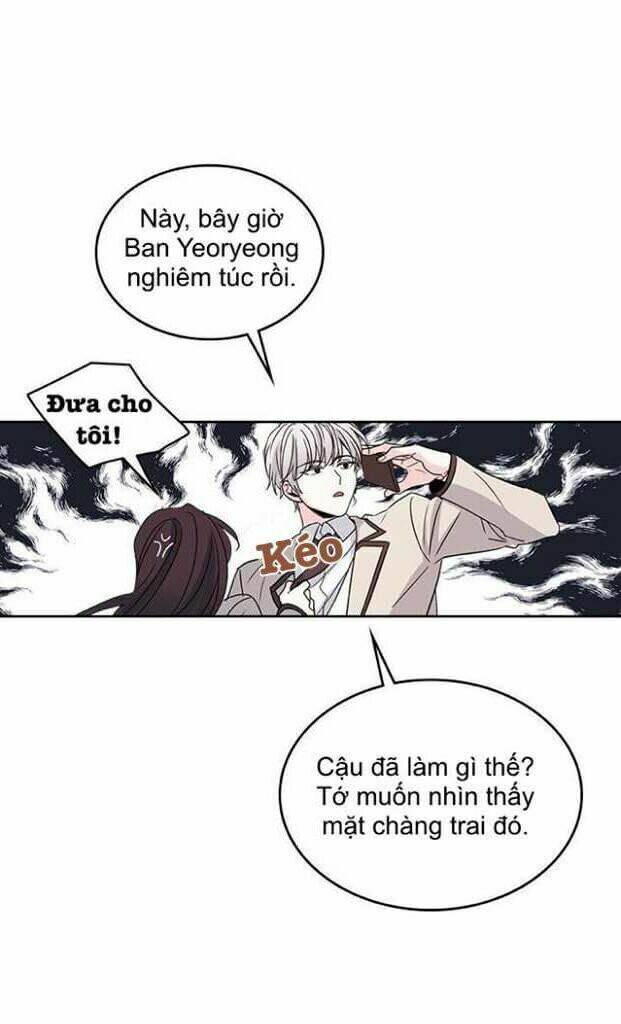 Này, bây giờ
Ban Yeoryeong
nghiêm túc rồi.
Đưa cho
tôi!
Kéo
Cậu đã làm gì thế?
Tớ muốn nhìn thấy
mặt chàng trai đó.